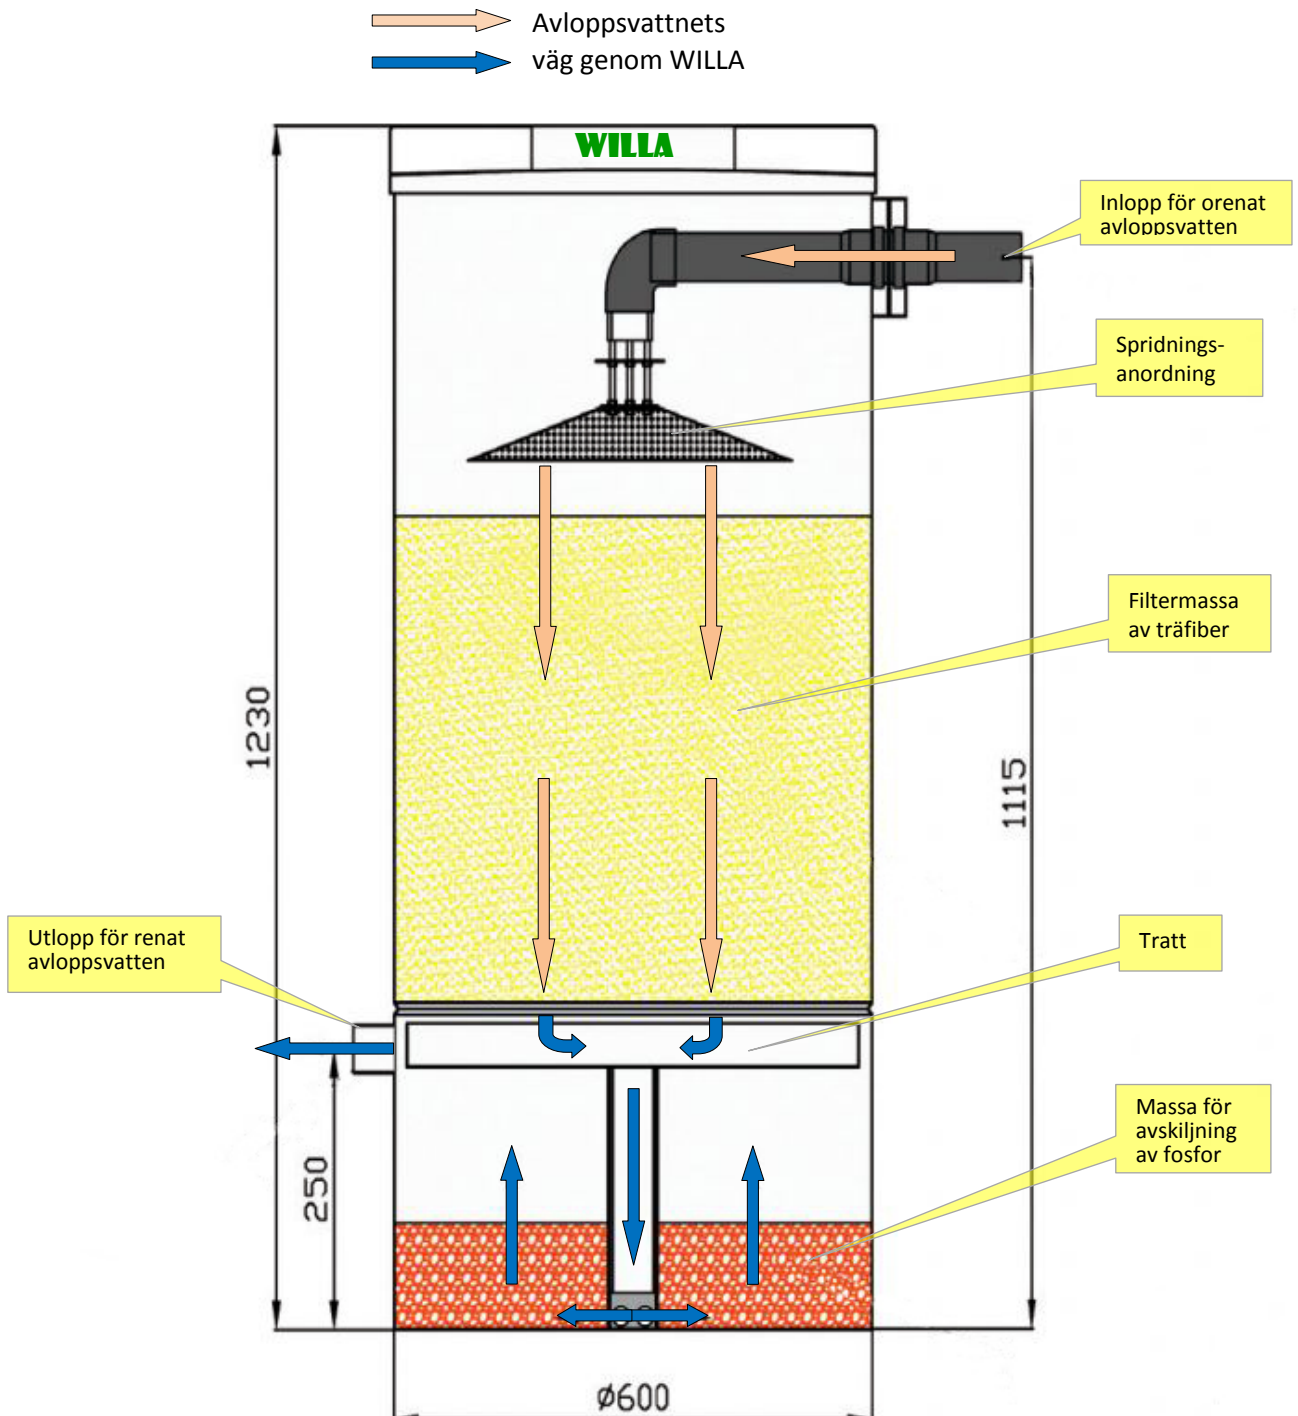 Avloppsvattnets
väg genom WILLA
WILLA
Inlopp för orenat
avloppsvatten
Spridnings-
anordning
Filtermassa
av träfiber
1230
1115
Utlopp för renat
avloppsvatten
Tratt
Massa för
avskiljning
av fosfor
250
ø600